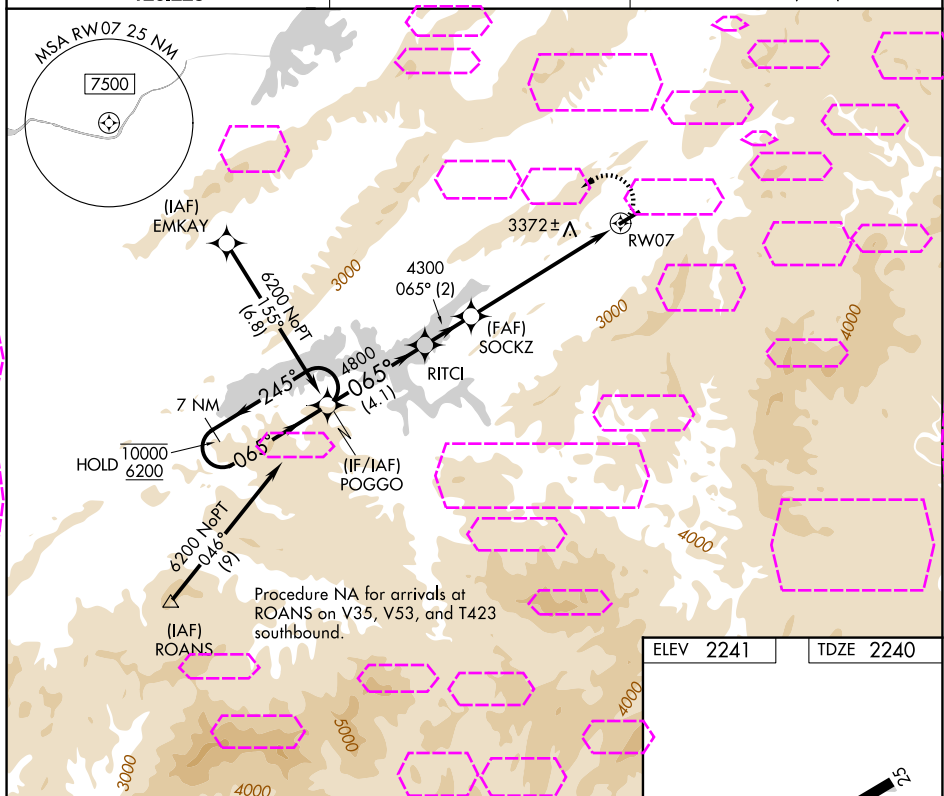 MSA RW07 25 NM
7500
(IAF)
EMKAY
6200 NoPT
155°
(6.8)
3000
3372±
RW07
4300
065° (2)
(FAF)
SOCKZ
3000
4000
RITCI
4800
065°
(4.1)
245°
7 NM
065°
HOLD
10000
6200
N
(IF/IAF)
POGGO
6200 NoPT
046°
(9)
(IAF)
ROANS
Procedure NA for arrivals at
ROANS on V35, V53, and T423
southbound.
4000
ELEV 2241
TDZE 2240
4000
5000
3000
4000
25